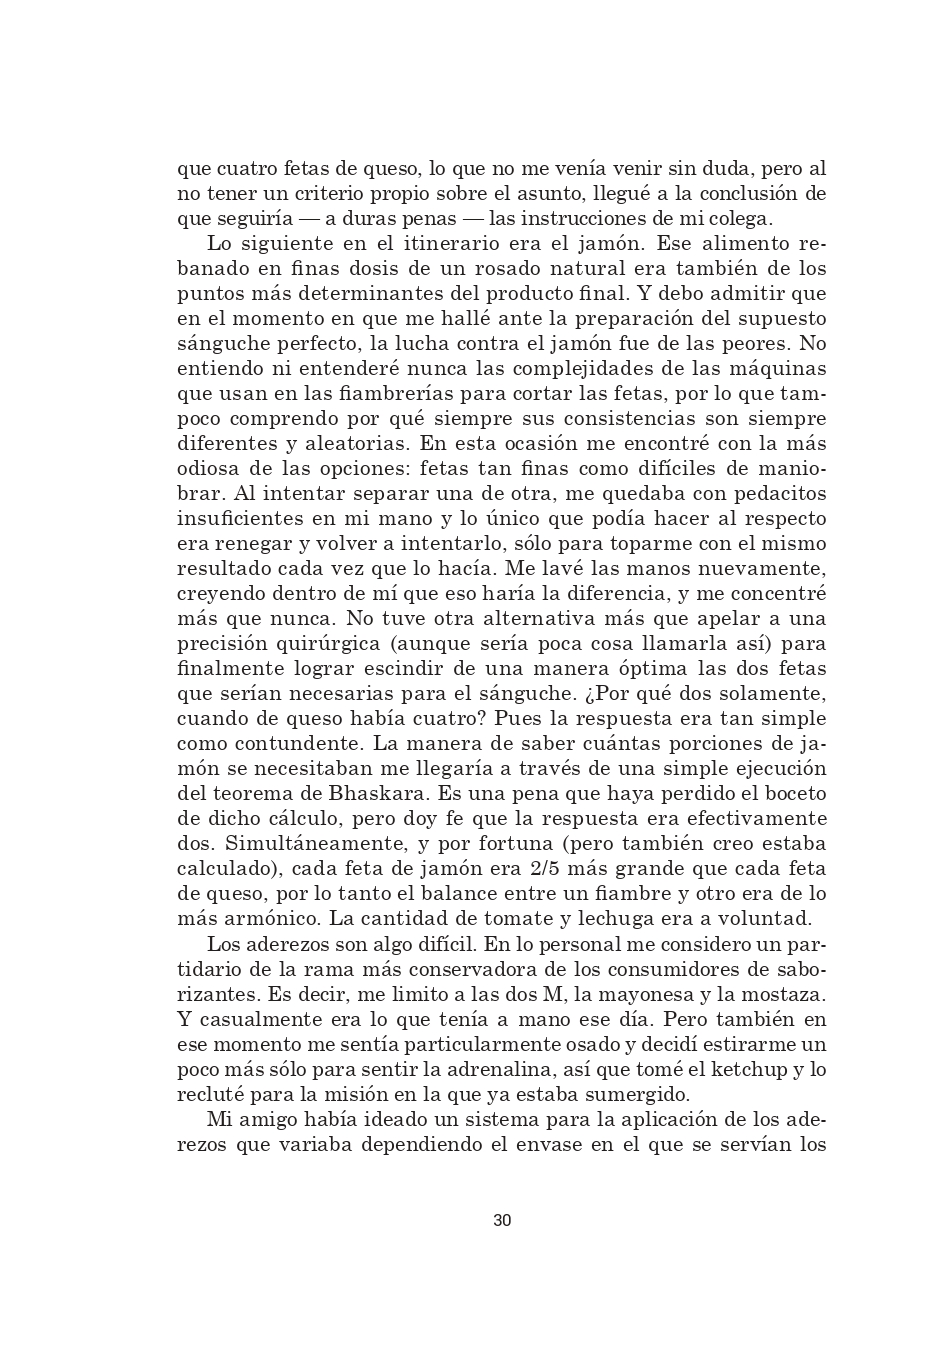 que cuatro fetas de queso, lo que no me venía venir sin duda, pero al
no tener un criterio propio sobre el asunto, llegué a la conclusión de
que seguiría — a duras penas — las instrucciones de mi colega.
Lo siguiente en el itinerario era el jamón. Ese alimento re-
banado en finas dosis de un rosado natural era también de los
puntos más determinantes del producto final. Y debo admitir que
en el momento en que me hallé ante la preparación del supuesto
sánguche perfecto, la lucha contra el jamón fue de las peores. No
entiendo ni entenderé nunca las complejidades de las máquinas
que usan en las fiambrerías para cortar las fetas, por lo que tam-
poco comprendo por qué siempre sus consistencias son siempre
diferentes y aleatorias. En esta ocasión me encontré con la más
odiosa de las opciones: fetas tan finas como difíciles de manio-
brar. Al intentar separar una de otra, me quedaba con pedacitos
insuficientes en mi mano y lo único que podía hacer al respecto
era renegar y volver a intentarlo, sólo para toparme con el mismo
resultado cada vez que lo hacía. Me lavé las manos nuevamente,
creyendo dentro de mí que eso haría la diferencia, y me concentré
más que nunca. No tuve otra alternativa más que apelar a una
precisión quirúrgica (aunque sería poca cosa llamarla así) para
finalmente lograr escindir de una manera óptima las dos fetas
que serían necesarias para el sánguche. ¿Por qué dos solamente,
cuando de queso había cuatro? Pues la respuesta era tan simple
como contundente. La manera de saber cuántas porciones de ja-
món se necesitaban me llegaría a través de una simple ejecución
del teorema de Bhaskara. Es una pena que haya perdido el boceto
de dicho cálculo, pero doy fe que la respuesta era efectivamente
dos. Simultáneamente, y por fortuna (pero también creo estaba
calculado), cada feta de jamón era 2/5 más grande que cada feta
de queso, por lo tanto el balance entre un fiambre y otro era de lo
más armónico. La cantidad de tomate y lechuga era a voluntad.
Los aderezos son algo difícil. En lo personal me considero un par-
tidario de la rama más conservadora de los consumidores de sabo-
rizantes. Es decir, me limito a las dos M, la mayonesa y la mostaza.
Y casualmente era lo que tenía a mano ese día. Pero también en
ese momento me sentía particularmente osado y decidí estirarme un
poco más sólo para sentir la adrenalina, así que tomé el ketchup y lo
recluté para la misión en la que ya estaba sumergido.
Mi amigo había ideado un sistema para la aplicación de los ade-
rezos que variaba dependiendo el envase en el que se servían los
30